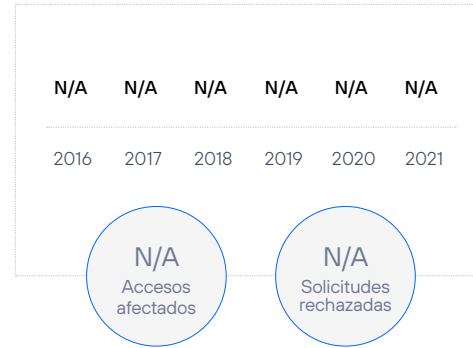 N/A N/A N/A N/A N/A N/A
2016 2017 2018 2019 2020 2021
N/A
Accesos
afectados
N/A
Solicitudes
rechazadas